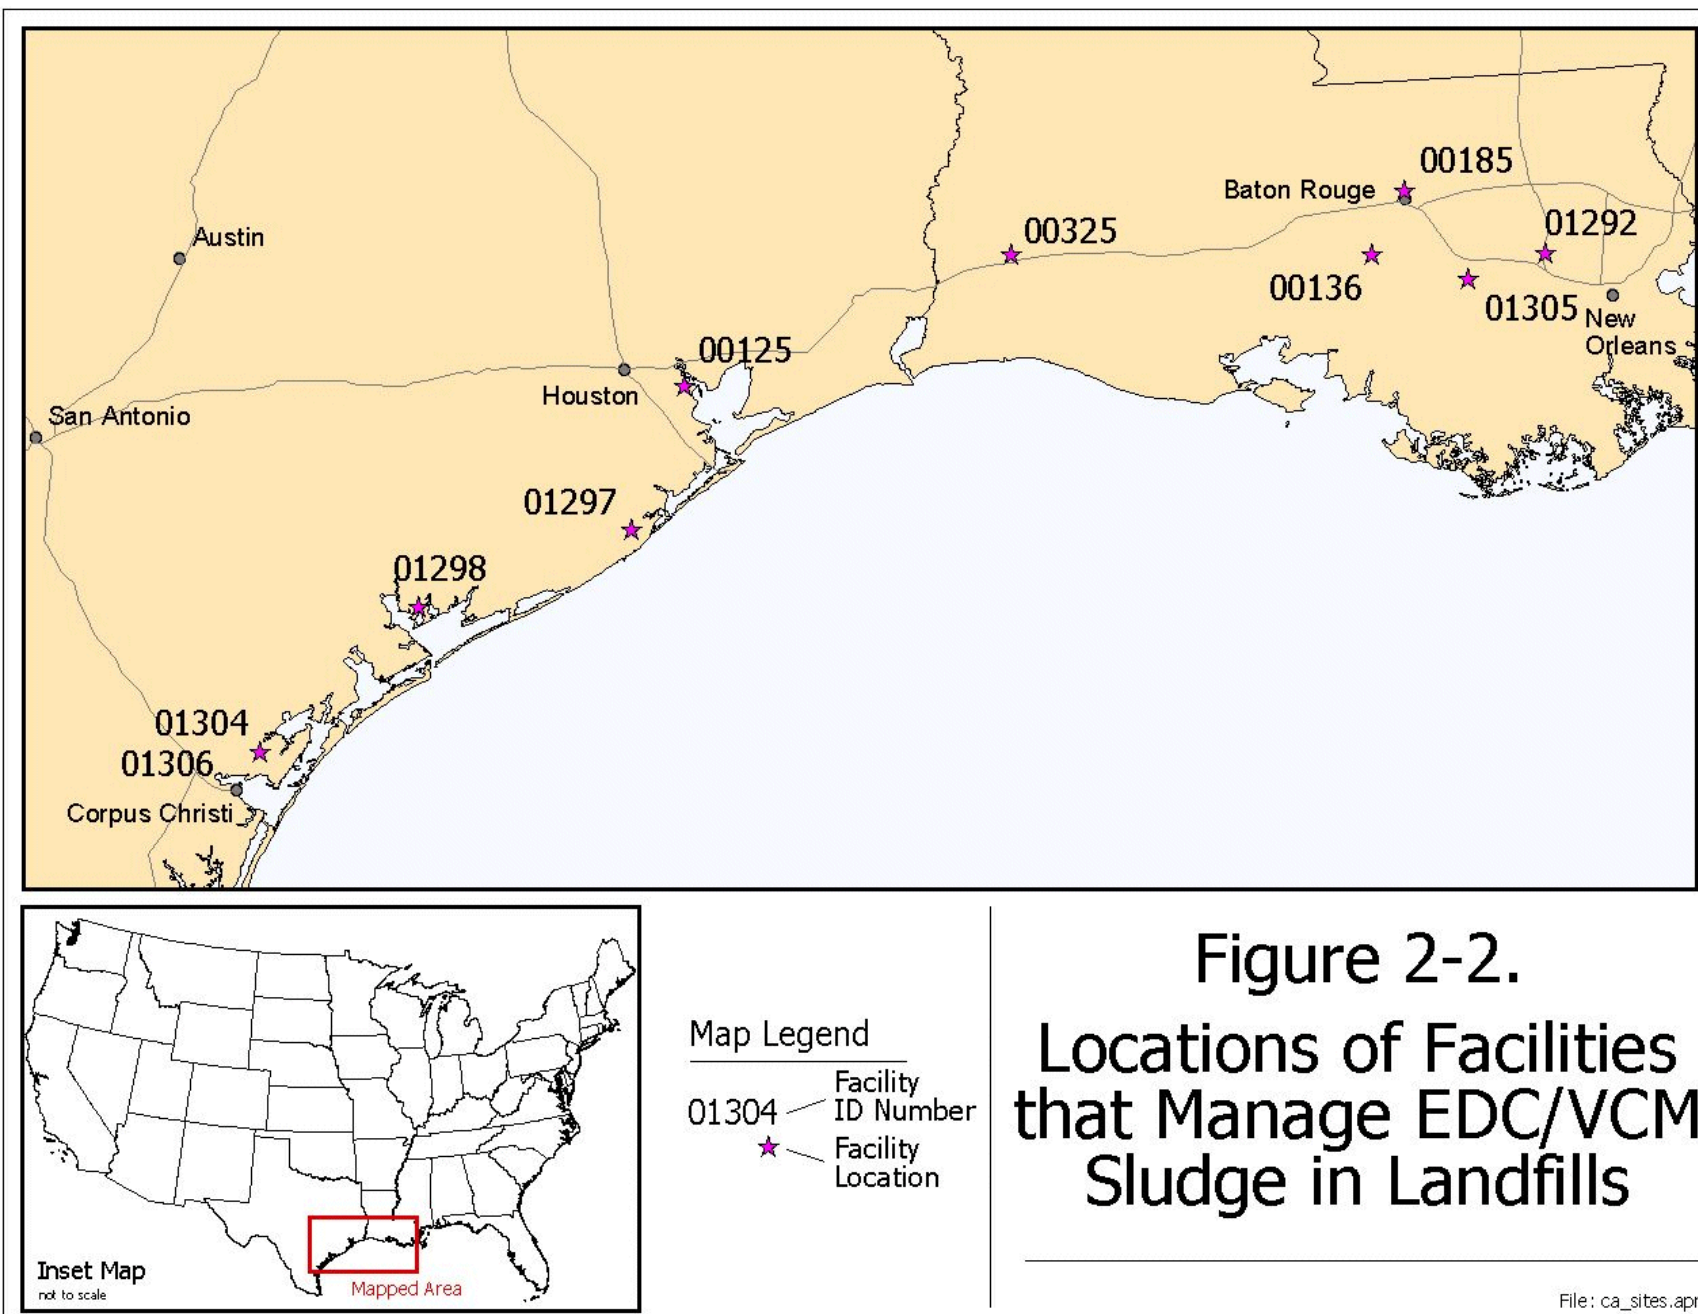 00185
Baton Rouge
01292
00325
Austin
00136
01305
New
Orleans
00125
Houston
San Antonio
01297
01298
01304
01306
Corpus Christi
Inset Map
not to scale
Mapped Area
Map Legend
01304
Facility
ID Number
Facility
Location
Figure 2-2.
Locations of Facilities
that Manage EDC/VCM
Sludge in Landfills
File: ca_sites.apr